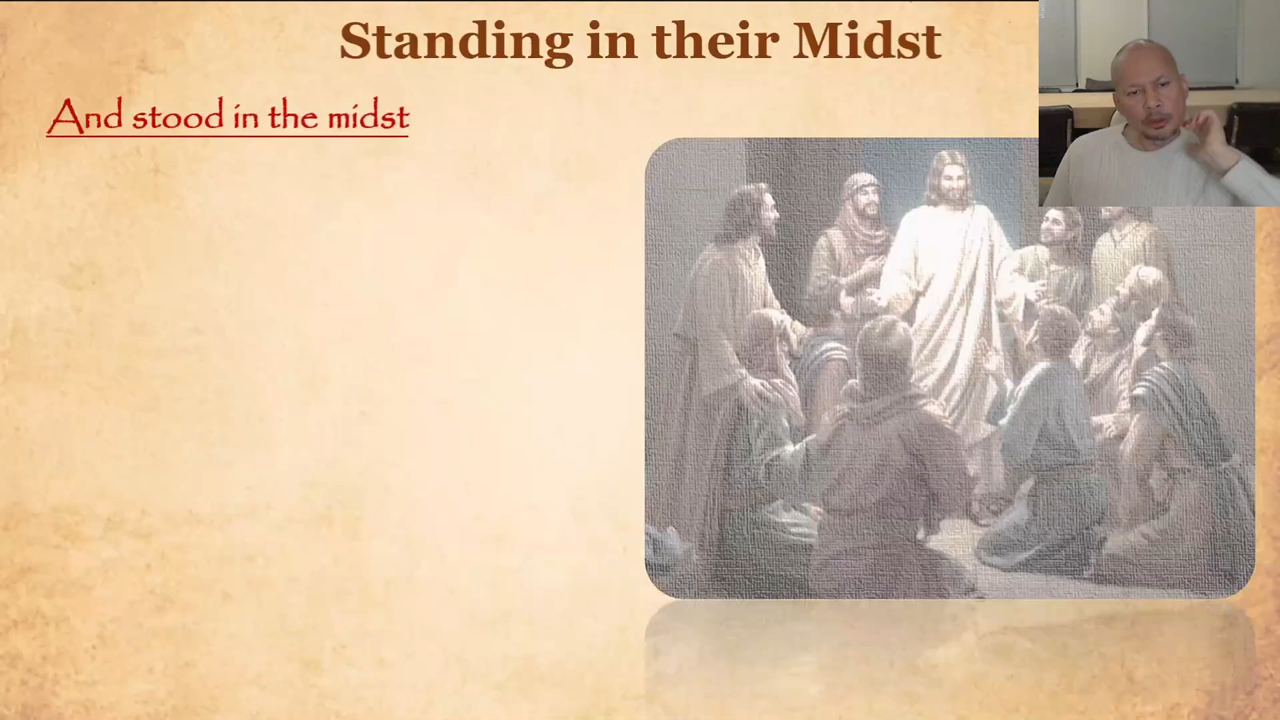 Standing in their Midst
And stood in the midst